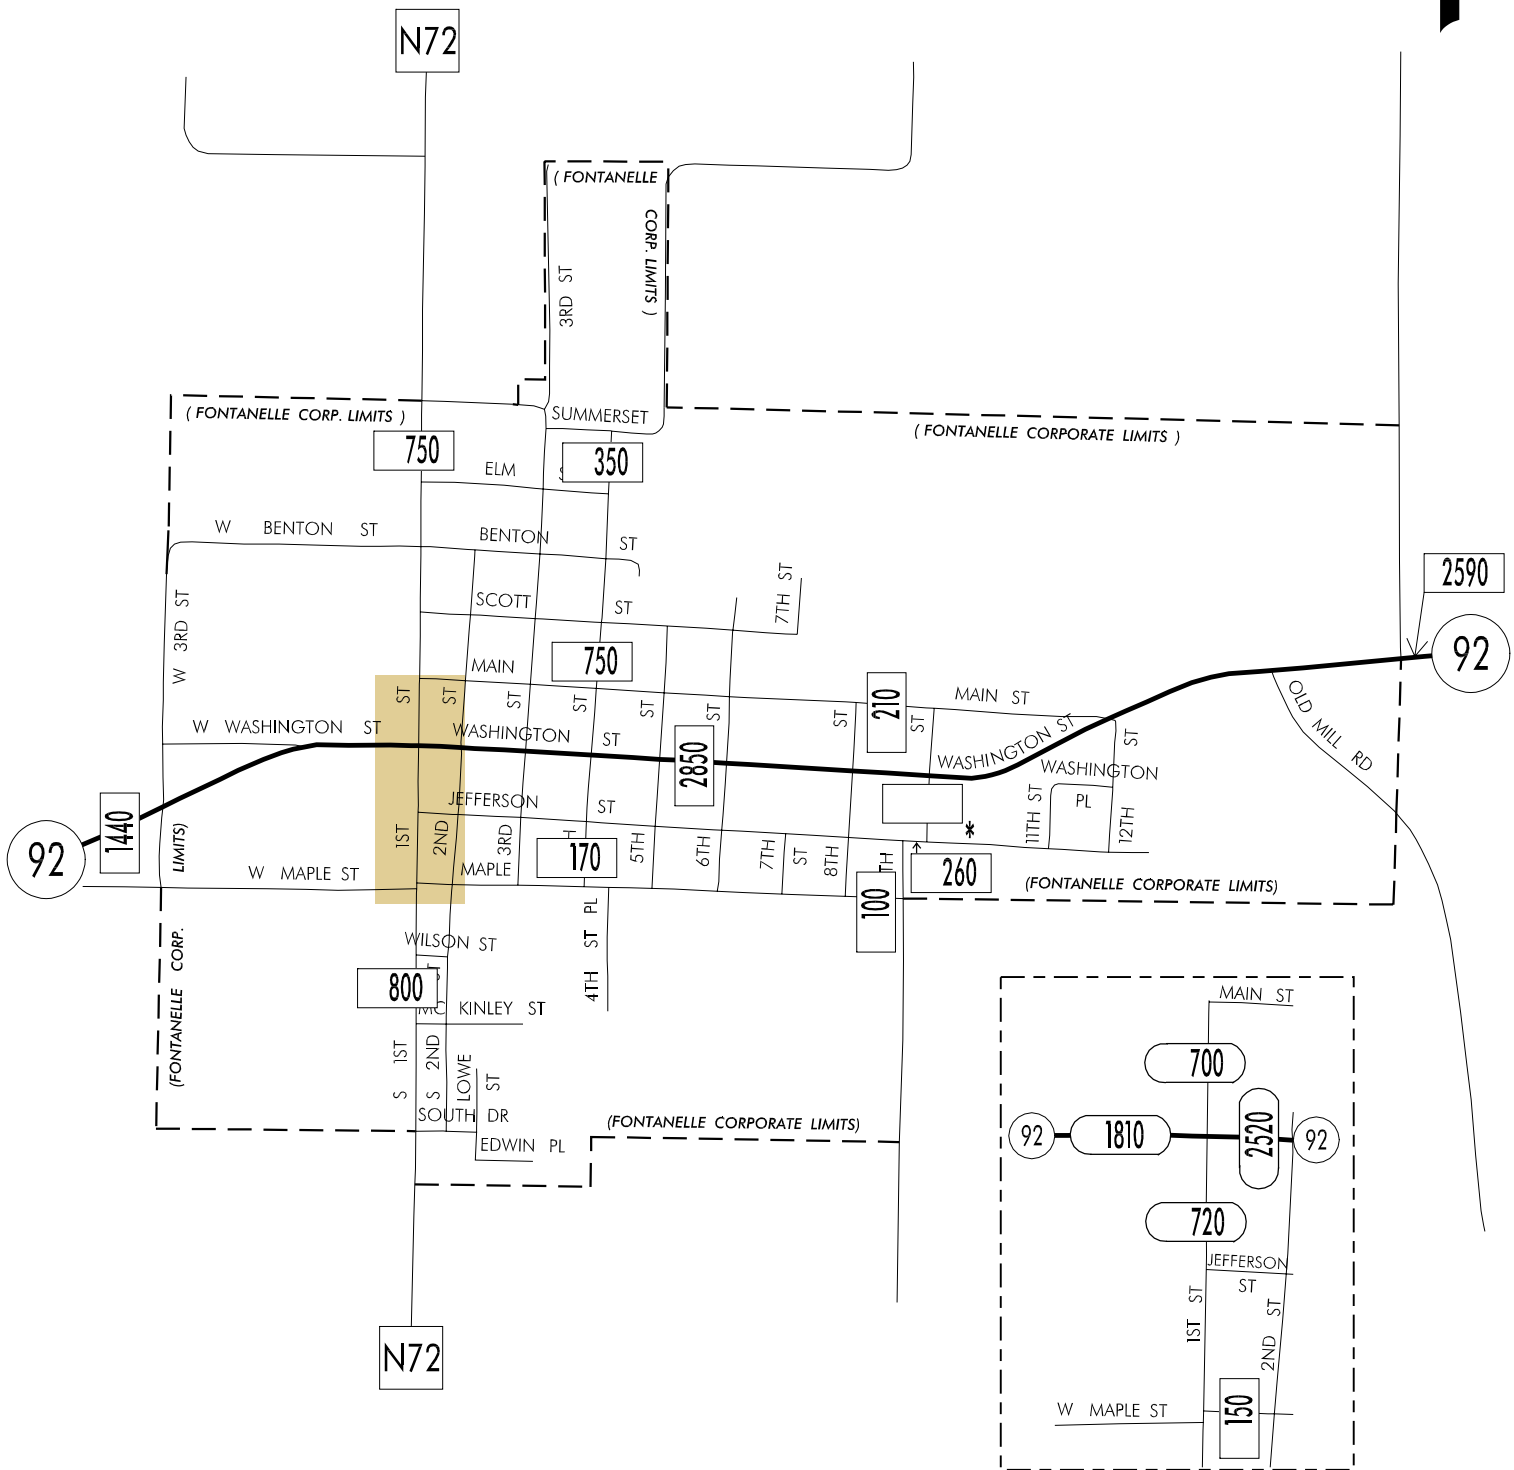 N72
( FONTANELLE
CORP. LIMITS )
3RD ST
( FONTANELLE CORP. LIMITS )
SUMMERSET
( FONTANELLE CORPORATE LIMITS )
750
350
ELM
W BENTON ST
BENTON ST
2590
7TH ST
W 3RD ST
SCOTT ST
92
750
MAIN
ST
ST
ST
ST
ST
ST
ST
210
ST
MAIN ST
OLD MILL RD
W WASHINGTON ST
WASHINGTON ST
2850
WASHINGTON ST
WASHINGTON
PL
ST
1440
92
JEFFERSON ST
1ST
2ND
3RD
170
5TH
6TH
7TH
ST
8TH
TH
*
11TH ST
12TH
LIMITS)
W MAPLE ST
MAPLE
260
(FONTANELLE CORPORATE LIMITS)
100
4TH ST PL
(FONTANELLE CORP.
WILSON ST
800
MC KINLEY ST
S 1ST
S 2ND
LOWE
ST
SOUTH DR
EDWIN PL
(FONTANELLE CORPORATE LIMITS)
N72
MAIN ST
700
92
1810
2520
92
720
JEFFERSON
ST
1ST ST
2ND ST
W MAPLE ST
150